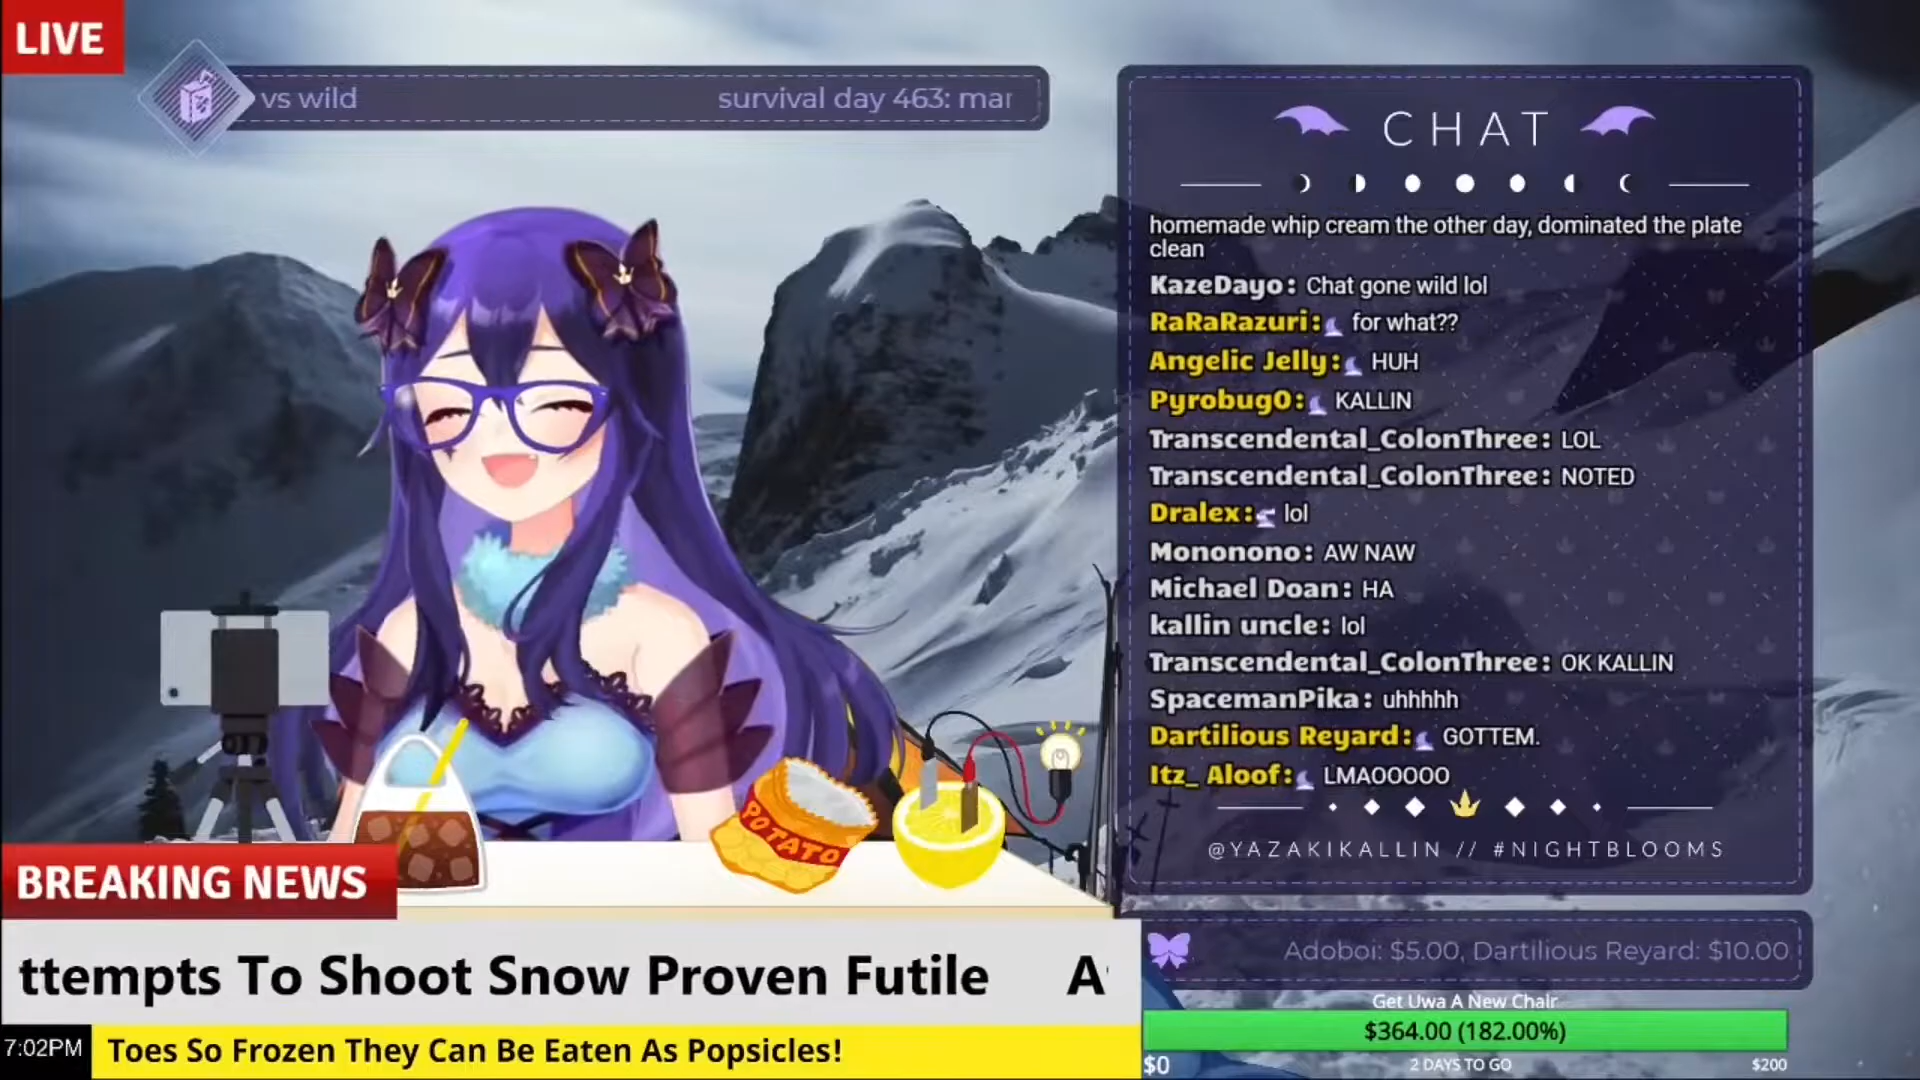 LIVE
vs wild survival day 463: mar
CHAT
homemade whip cream the other day, dominated the plate
clean
KazeDayo: Chat gone wild lol
RaRaRazuri: for what??
Angelic Jelly: HUH
Pyrobug0: KALLIN
Transcendental_ColonThree: LOL
Transcendental_ColonThree: NOTED
Dralex: lol
Mononono: AW NAW
Michael Doan: HA
kallin uncle: lol
Transcendental_ColonThree: OK KALLIN
SpacemanPika: uhhhhh
Dartilious Reyard: GOTTEM.
Itz_ Aloof: LMAOOOOO
@YAZAKIKALLIN // #NIGHTBLOOMS
POTATO
BREAKING NEWS
ttempts To Shoot Snow Proven Futile A
7:02PM Toes So Frozen They Can Be Eaten As Popsicles!
Adoboi: $5.00, Dartilious Reyard: $10.00
Get Uwa A New Chair
$364.00 (182.00%)
$0 2 DAYS TO GO $200